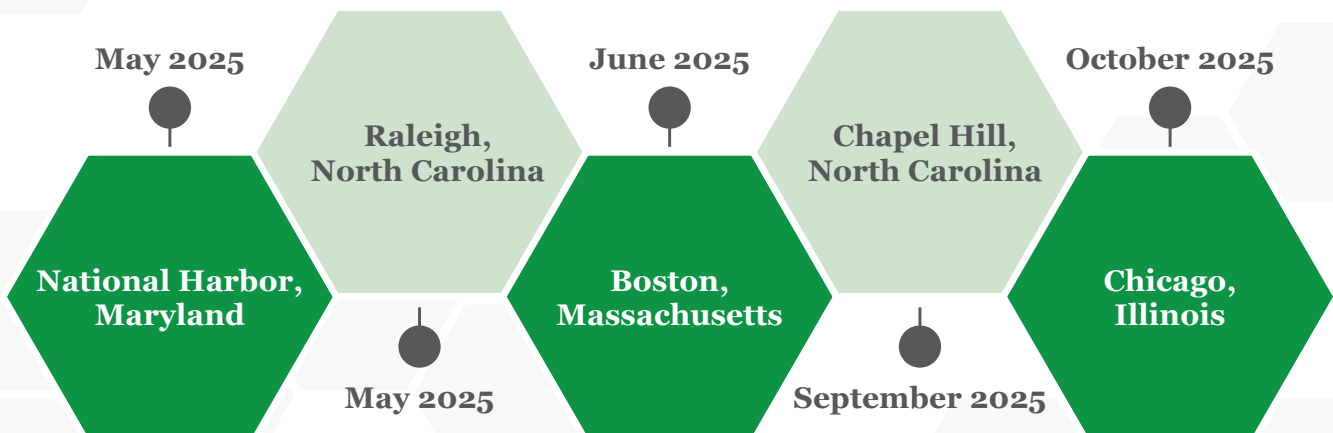 May 2025
National Harbor,
Maryland
Raleigh,
North Carolina
May 2025
June 2025
Boston,
Massachusetts
Chapel Hill,
North Carolina
September 2025
October 2025
Chicago,
Illinois